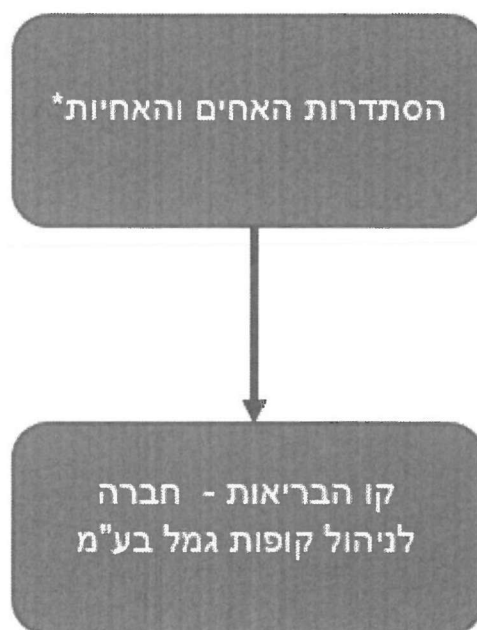 הסתדרות האחים והאחיות*
קו הבריאות - חברה
לניהול קופות גמל בע"מ